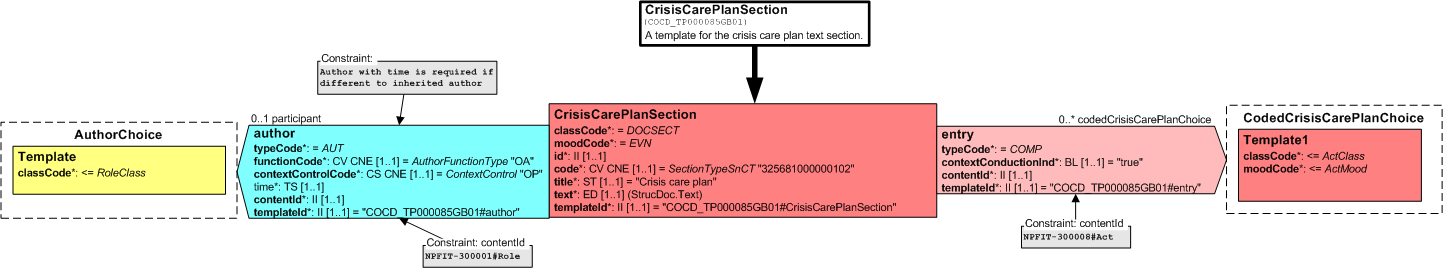 CrisisCarePlanSection
(COCD_TP000085GB01)
A template for the crisis care plan text section.
Constraint:
Author with time is required if
different to inherited author
0..1 participant
0..* codedCrisisCarePlanChoice
AuthorChoice
Template
classCode*: <= RoleClass
author
typeCode*: = AUT
functionCode*: CV CNE [1..1] = AuthorFunctionType "OA"
contextControlCode*: CS CNE [1..1] = ContextControl "OP"
time*: TS [1..1]
contentId*: II [1..1]
templateId*: II [1..1] = "COCD_TP000085GB01#author"
CrisisCarePlanSection
classCode*: = DOCSECT
moodCode*: = EVN
id*: II [1..1]
code*: CV CNE [1..1] = SectionTypeSnCT "325681000000102"
title*: ST [1..1] = "Crisis care plan"
text*: ED [1..1] (StrucDoc.Text)
templateId*: II [1..1] = "COCD_TP000085GB01#CrisisCarePlanSection"
entry
typeCode*: = COMP
contextConductionInd*: BL [1..1] = "true"
contentId*: II [1..1]
templateId*: II [1..1] = "COCD_TP000085GB01#entry"
CodedCrisisCarePlanChoice
Template1
classCode*: <= ActClass
moodCode*: <= ActMood
Constraint: contentId
NPFIT-300001#Role
Constraint: contentId
NPFIT-300008#Act